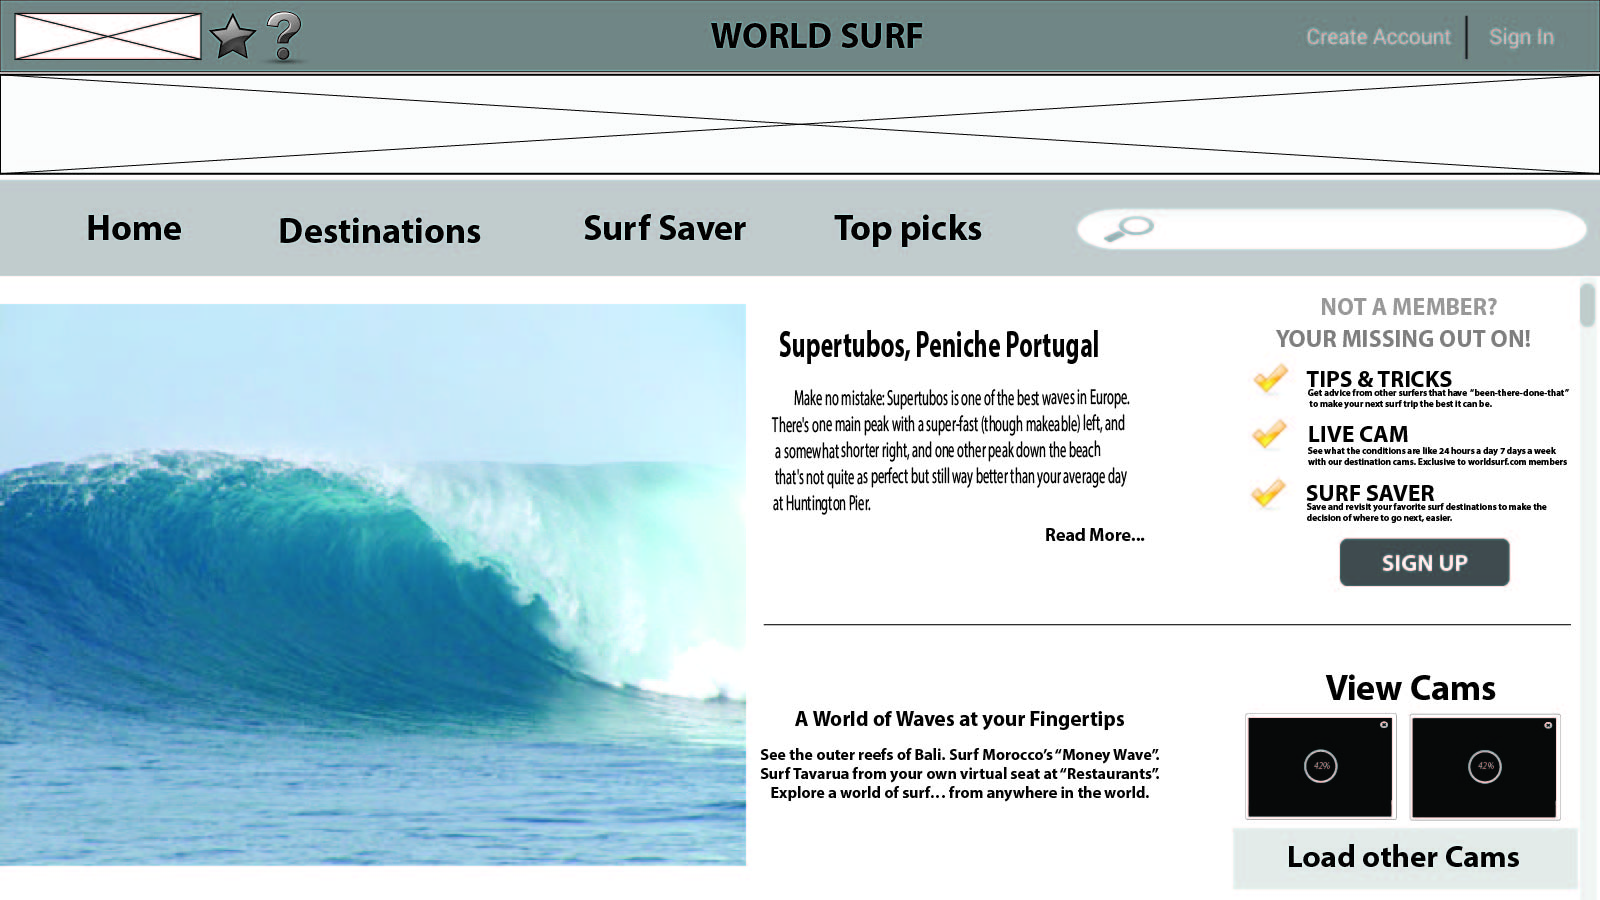 ?
WORLD SURF
Create Account | Sign In
Home Destinations Surf Saver Top picks
Supertubos, Peniche Portugal
Make no mistake: Supertubos is one of the best waves in Europe.
There's one main peak with a super-fast (though makeable) left, and
a somewhat shorter right, and one other peak down the beach
that's not quite as perfect but still way better than your average day
at Huntington Pier.
Read More...
NOT A MEMBER?
YOUR MISSING OUT ON!
TIPS & TRICKS
Get advice from other surfers that have “been-there-done-that”
to make your next surf trip the best it can be.
LIVE CAM
See what the conditions are like 24 hours a day 7 days a week
with our destination cams. Exclusive to worldsurf.com members
SURF SAVER
Save and revisit your favorite surf destinations to make the
decision of where to go next, easier.
SIGN UP
A World of Waves at your Fingertips
See the outer reefs of Bali. Surf Morocco’s “Money Wave”.
Surf Tavarua from your own virtual seat at “Restaurants”.
Explore a world of surf… from anywhere in the world.
View Cams
42% 42%
Load other Cams